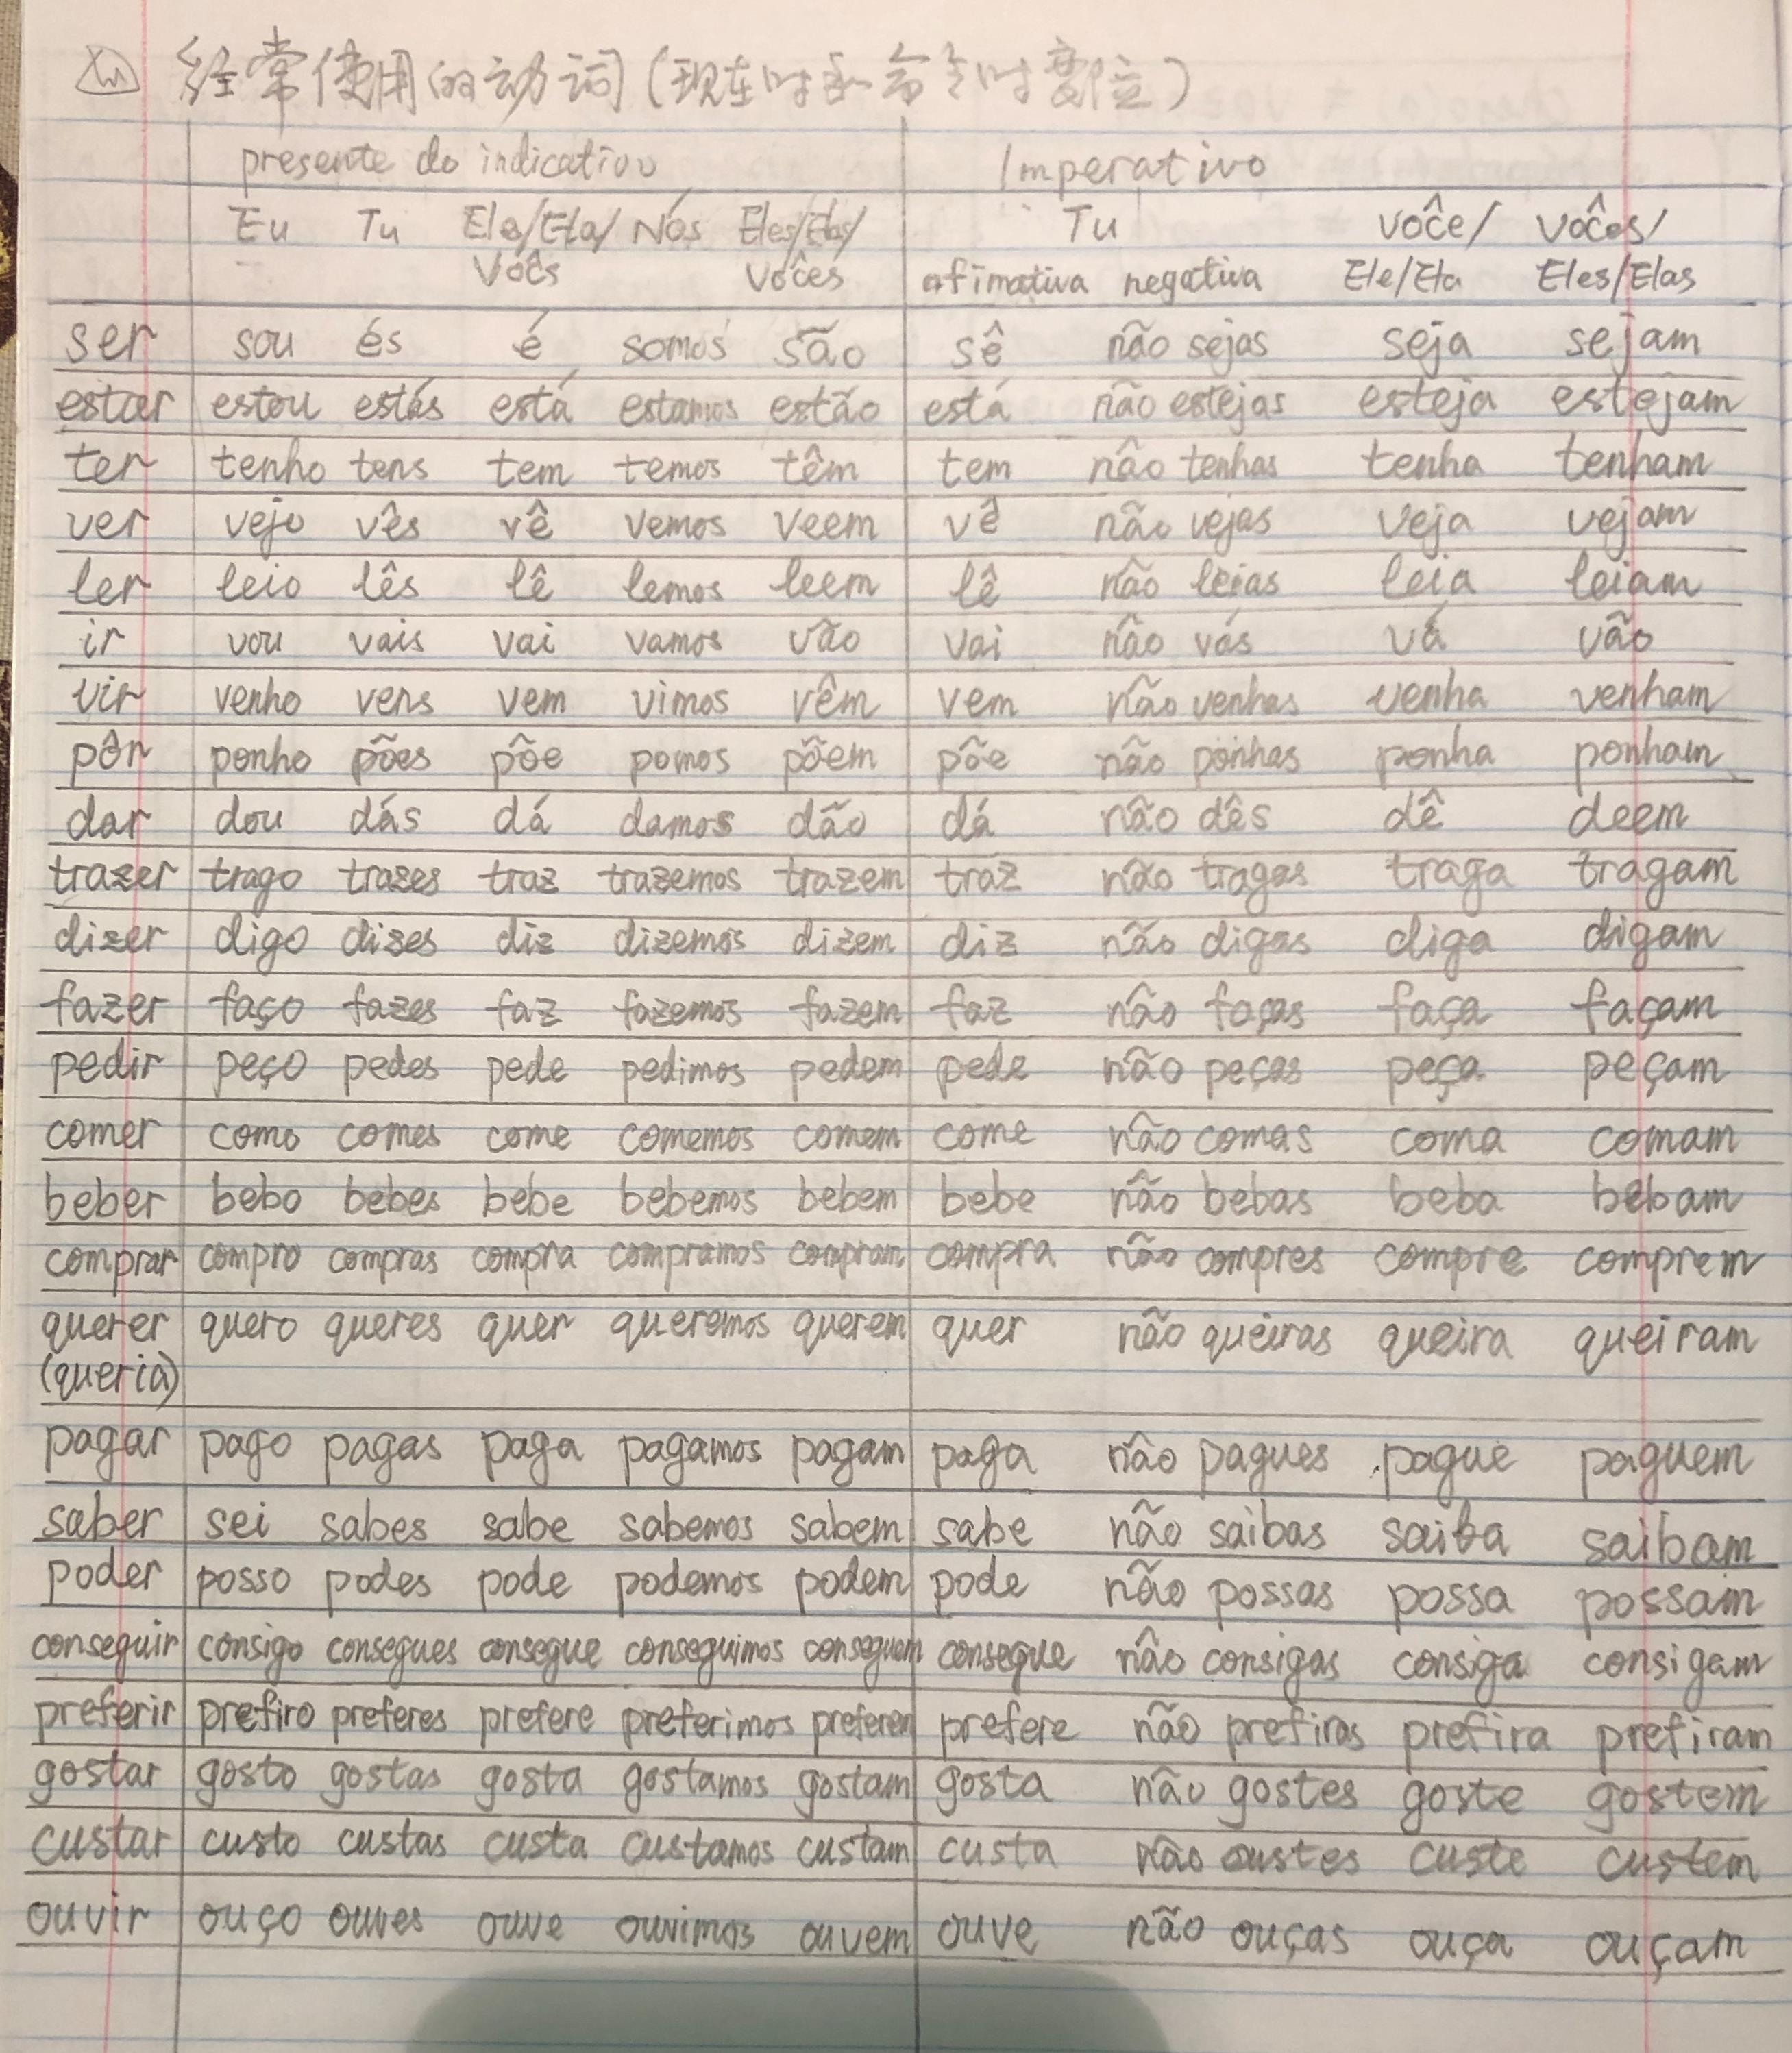 经常使用的动词(现在时和命令时变位)
presente do indicativo Imperativo
Eu Tu Ele/Ela/ Nós Eles/Elas/ Tu voĉe/ voĉes/
Voĉs Voĉes afimativa negativa Ele/Ela Eles/Elas
ser sou és é somos são sê não sejas seja sejam
estar estou estás está estamos estão está não estejas esteja estejam
ter tenho tens tem temos têm tem não tenhas tenha tenham
ver vejo vês vê vemos veem vê não vejas veja vejam
ler leio lês lê lemos leem lê não leias leia leiam
ir vou vais vai vamos vão vai não vás vá vão
vir venho vens vem vimos vêm vem não venhas venha venham
pôr ponho pões põe pomos põem põe não ponhas ponha ponham
dar dou dás dá damos dão dá não dês dê deem
trazer trago trazes traz trazemos trazem traz não tragas traga tragam
dizer digo dizes diz dizemos dizem diz não digas diga digam
fazer faço fazes faz fazemos fazem faz não faças faça façam
pedir peço pedes pede pedimos pedem pede não peças peça peçam
comer como comes come comemos comem come não comas coma comam
beber bebo bebes bebe bebemos bebem bebe não bebas beba bebam
comprar compro compras compra compramos compram compra não compres compre comprem
querer quero queres quer queremos querem quer não queiras queira queiram
(queria)
pagar pago pagas paga pagamos pagam paga não pagues pague paguem
saber sei sabes sabe sabemos sabem sabe não saibas saiba saibam
poder posso podes pode podemos podem pode não possas possa possam
conseguir consigo consegues consegue conseguimos conseguem consegue não consigas consiga consigam
preferir prefiro preferes prefere preferimos preferem prefere não prefiras prefira prefiram
gostar gosto gostas gosta gostamos gostam gosta não gostes goste gostem
custar custo custas custa custamos custam custa não custes custe custem
ouvir ouço ouves ouve ouvimos ouvem ouve não ouças ouça ouçam